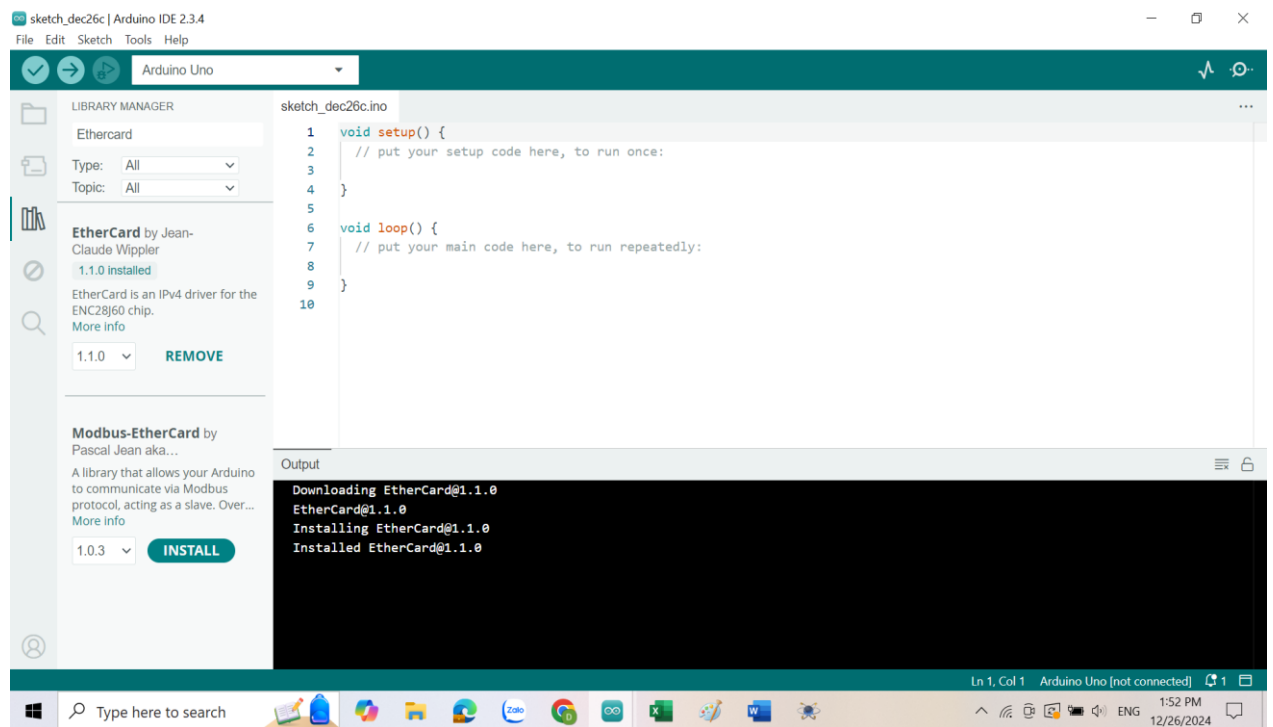 sketch_dec26c | Arduino IDE 2.3.4
File Edit Sketch Tools Help
Arduino Uno
LIBRARY MANAGER
Ethercard
Type: All
Topic: All
EtherCard by Jean-
Claude Wippler
1.1.0 installed
EtherCard is an IPv4 driver for the
ENC28J60 chip.
More info
1.1.0 REMOVE
Modbus-EtherCard by
Pascal Jean aka...
A library that allows your Arduino
to communicate via Modbus
protocol, acting as a slave. Over...
More info
1.0.3 INSTALL
sketch_dec26c.ino
1 void setup() {
2 // put your setup code here, to run once:
3
4 }
5
6 void loop() {
7 // put your main code here, to run repeatedly:
8
9 }
10
Output
Downloading EtherCard@1.1.0
EtherCard@1.1.0
Installing EtherCard@1.1.0
Installed EtherCard@1.1.0
Ln 1, Col 1 Arduino Uno [not connected] 1
Type here to search
Zalo
ENG
1:52 PM
12/26/2024